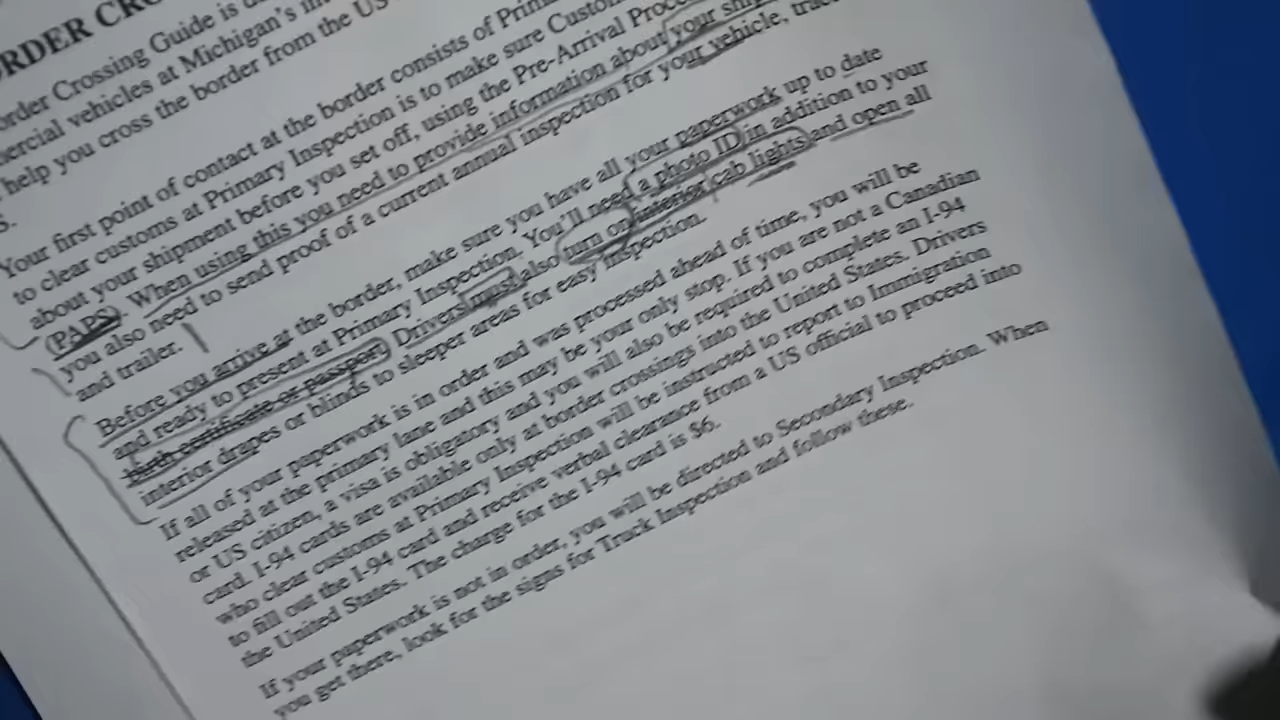 ORDER CRO
order Crossing Guide is
mercial vehicles at Michigan's
help you cross the border from the US
S.
Your first point of contact at the border consists of Prim
to clear customs at Primary Inspection is to make sure Custom
about your shipment before you set off, using the Pre-Arrival Proce
(PAPS). When using this you need to provide information about your ship
you also need to send proof of a current annual inspection for your vehicle, trac
and trailer.
Before you arrive at the border, make sure you have all your paperwork up to date
and ready to present at Primary Inspection. You'll need a photo ID in addition to your
birth certificate or passport. Drivers must also turn on interior cab lights and open all
interior drapes or blinds to sleeper areas for easy inspection.
If all of your paperwork is in order and was processed ahead of time, you will be
released at the primary lane and this may be your only stop. If you are not a Canadian
or US citizen, a visa is obligatory and you will also be required to complete an I-94
card. I-94 cards are available only at border crossings into the United States. Drivers
who clear customs at Primary Inspection will be instructed to report to Immigration
to fill out the I-94 card and receive verbal clearance from a US official to proceed into
the United States. The charge for the I-94 card is $6.
If your paperwork is not in order, you will be directed to Secondary Inspection. When
you get there, look for the signs for Truck Inspection and follow these.